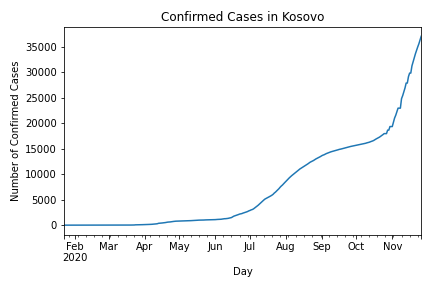 Confirmed Cases in Kosovo
Number of Confirmed Cases
35000
30000
25000
20000
15000
10000
5000
0
Feb Mar Apr May Jun Jul Aug Sep Oct Nov
2020
Day